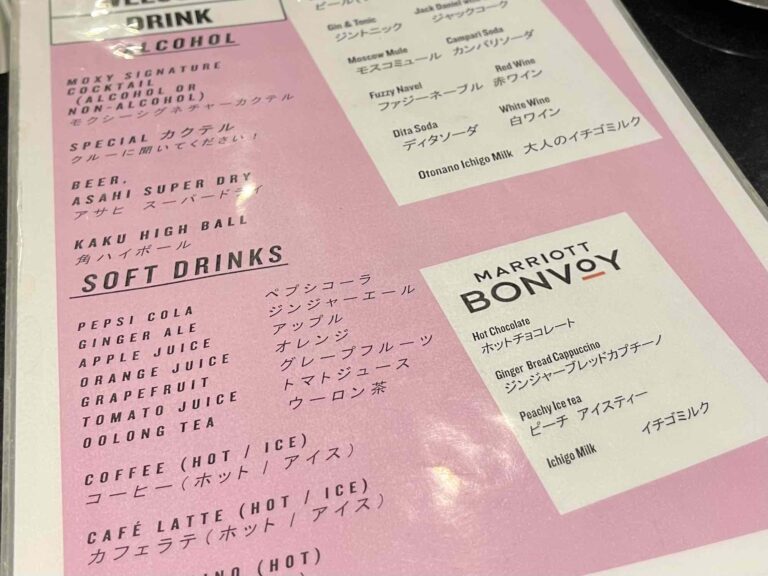 DRINK
ALCOHOL
MOXY SIGNATURE
COCKTAIL
(ALCOHOL OR
NON-ALCOHOL)
モクシーシグネチャーカクテル
SPECIAL カクテル
クルーに聞いてください！
BEER,
ASAHI SUPER DRY
アサヒ スーパードライ
KAKU HIGH BALL
角ハイボール
SOFT DRINKS
PEPSI COLA ペプシコーラ
GINGER ALE ジンジャーエール
APPLE JUICE アップル
ORANGE JUICE オレンジ
GRAPEFRUIT グレープフルーツ
TOMATO JUICE トマトジュース
OOLONG TEA ウーロン茶
COFFEE (HOT / ICE)
コーヒー(ホット / アイス)
CAFÉ LATTE (HOT / ICE)
カフェラテ(ホット / アイス)
(HOT)
Gin & Tonic
ジントニック
Jack Daniel
ジャックコーク
Moscow Mule
モスコミュール
Campari Soda
カンパリソーダ
Fuzzy Navel
ファジーネーブル
Red Wine
赤ワイン
Dita Soda
ディタソーダ
White Wine
白ワイン
Otonano Ichigo Milk 大人のイチゴミルク
MARRIOTT
BONVOY
Hot Chocolate
ホットチョコレート
Ginger Bread Cappuccino
ジンジャーブレッドカプチーノ
Peachy Ice tea
ピーチ アイスティー
Ichigo Milk イチゴミルク